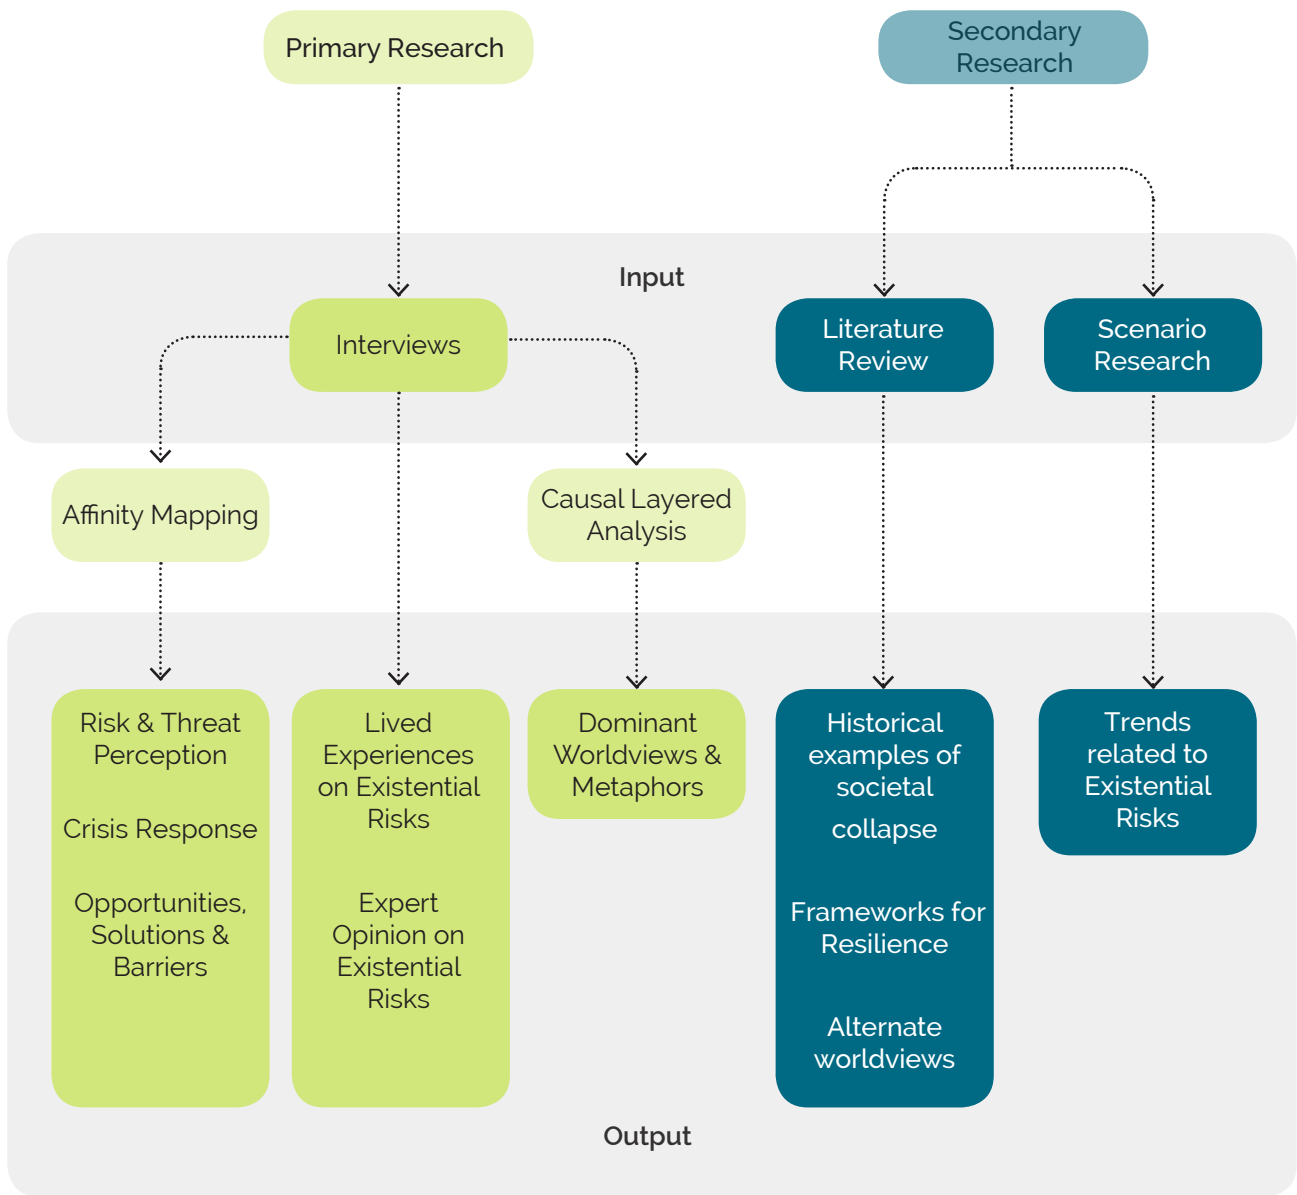 Primary Research
Secondary
Research
Input
Interviews
Literature
Review
Scenario
Research
Affinity Mapping
Causal Layered
Analysis
Risk & Threat
Perception
Crisis Response
Opportunities,
Solutions &
Barriers
Lived
Experiences
on Existential
Risks
Expert
Opinion on
Existential
Risks
Dominant
Worldviews &
Metaphors
Historical
examples of
societal
collapse
Frameworks for
Resilience
Alternate
worldviews
Trends
related to
Existential
Risks
Output